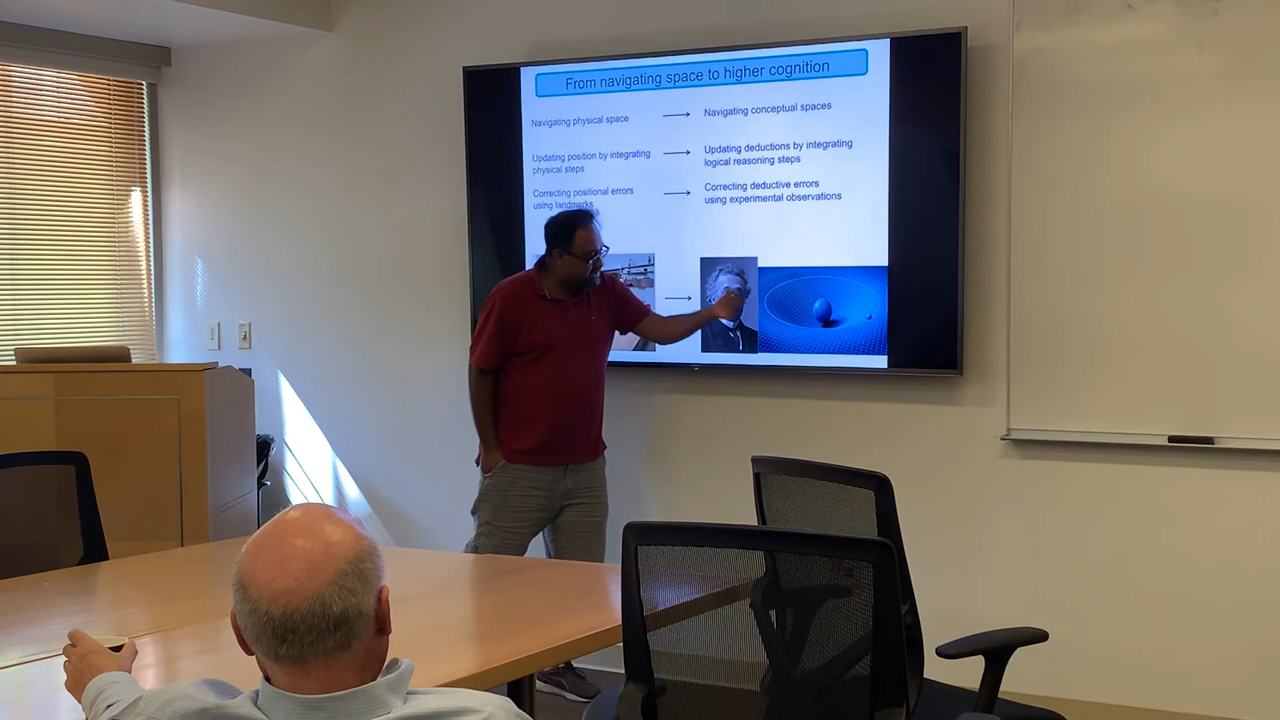 From navigating space to higher cognition
Navigating physical space
Navigating conceptual spaces
Updating position by integrating
physical steps
Updating deductions by integrating
logical reasoning steps
Correcting positional errors
using landmarks
Correcting deductive errors
using experimental observations